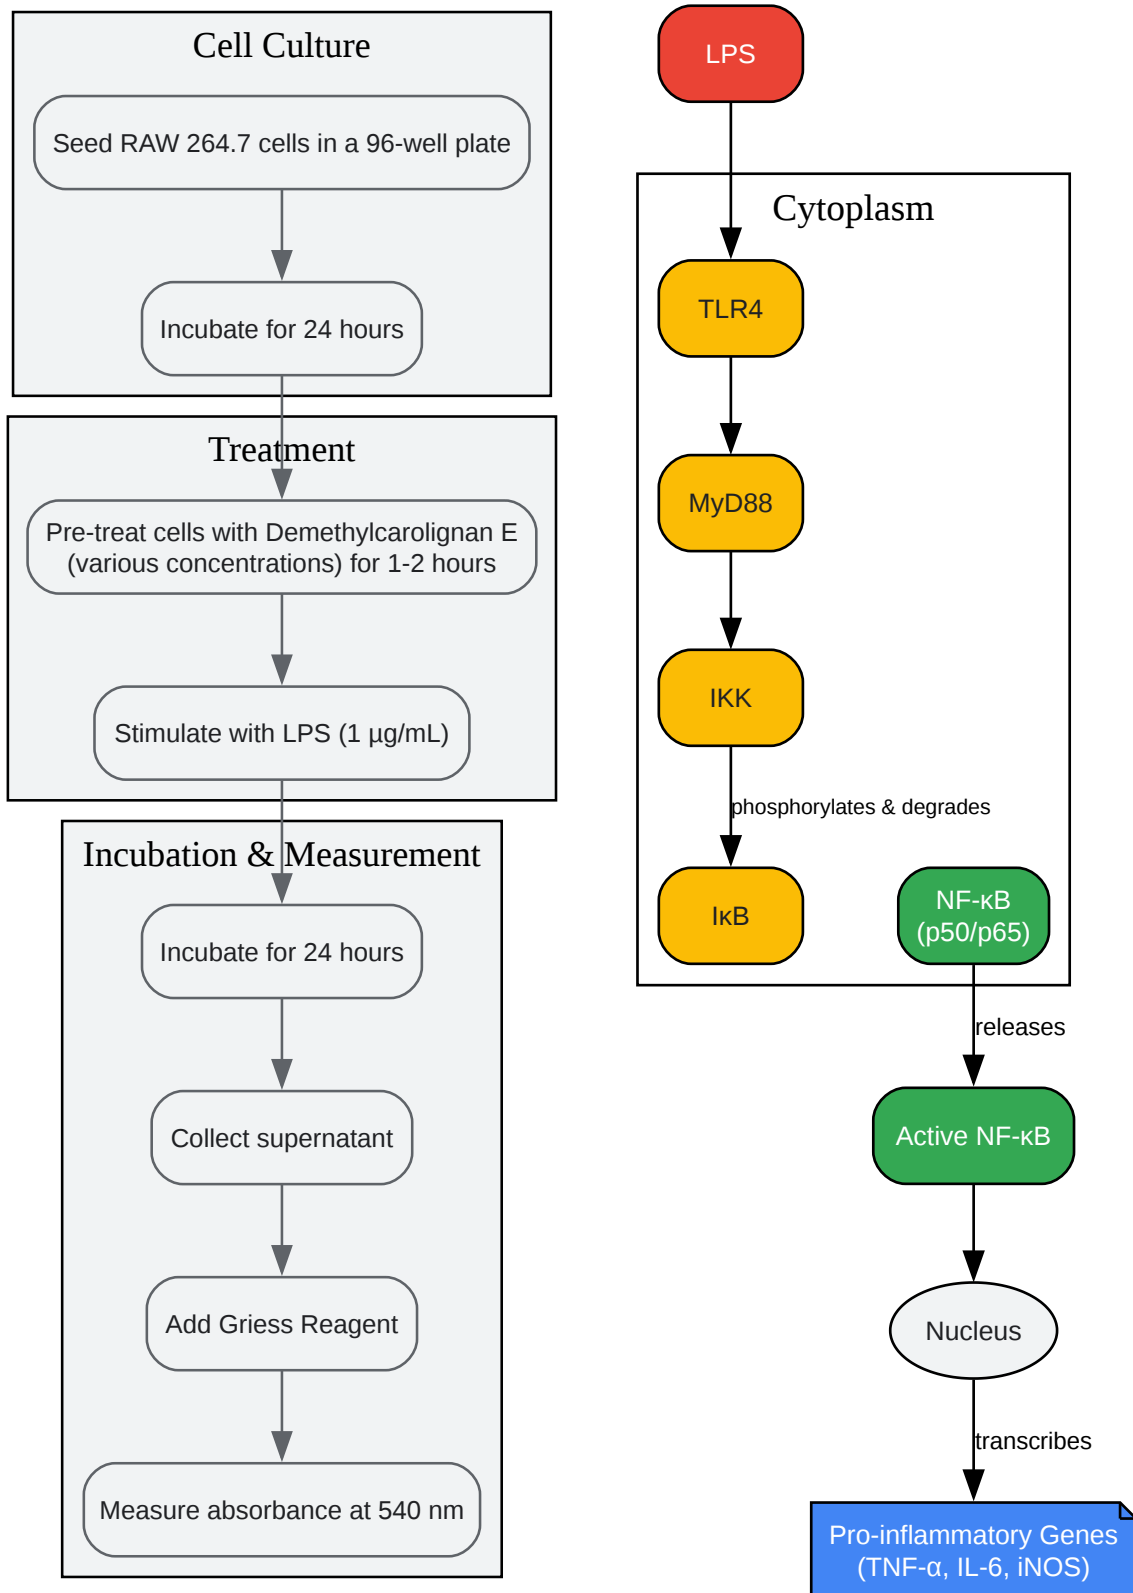 Cell Culture
Seed RAW 264.7 cells in a 96-well plate
Incubate for 24 hours
Treatment
Pre-treat cells with Demethylcarolignan E
(various concentrations) for 1-2 hours
Stimulate with LPS (1 µg/mL)
Incubation & Measurement
Incubate for 24 hours
Collect supernatant
Add Griess Reagent
Measure absorbance at 540 nm
LPS
Cytoplasm
TLR4
MyD88
IKK
phosphorylates & degrades
IκB
NF-κB
(p50/p65)
releases
Active NF-κB
Nucleus
transcribes
Pro-inflammatory Genes
(TNF-α, IL-6, iNOS)